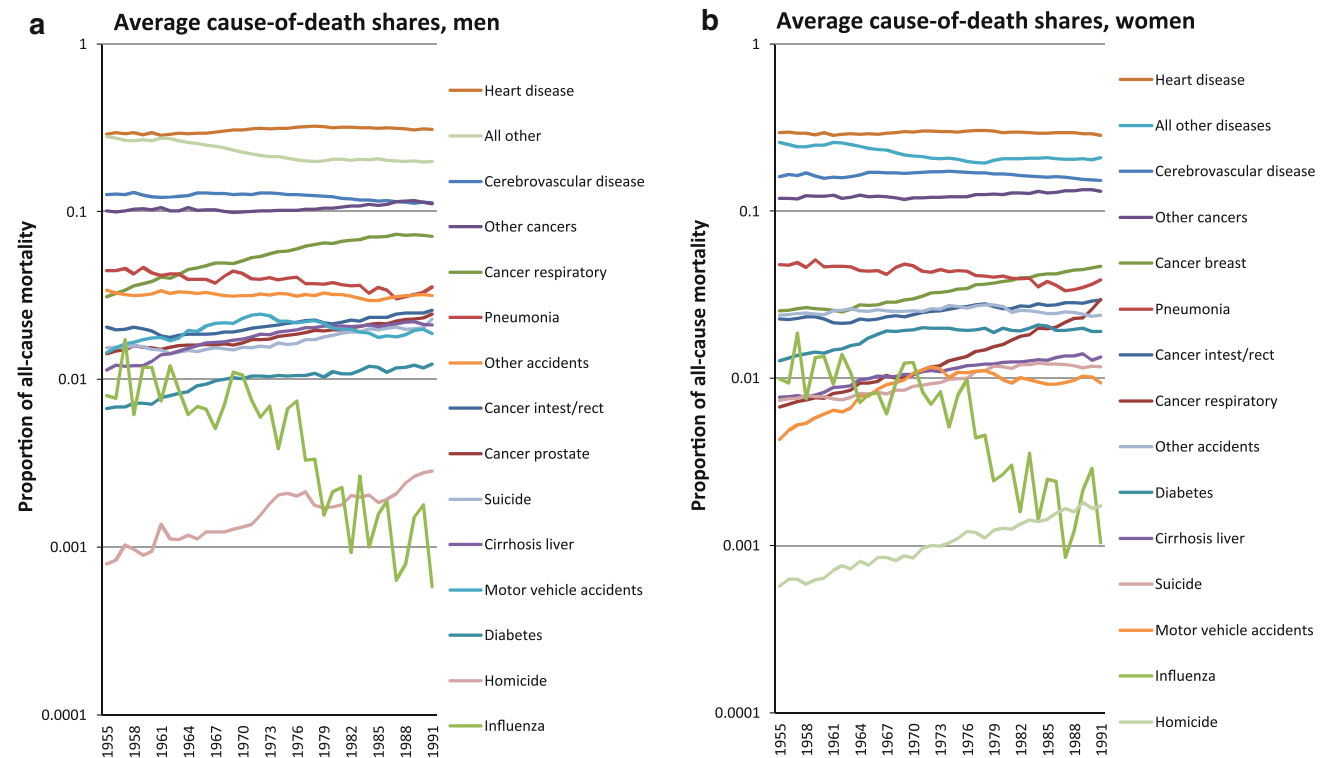 a
Average cause-of-death shares, men
Proportion of all-cause mortality
1
0.1
0.01
0.001
0.0001
1955
1958
1961
1964
1967
1970
1973
1976
1979
1982
1985
1988
1991
Heart disease
All other
Cerebrovascular disease
Other cancers
Cancer respiratory
Pneumonia
Other accidents
Cancer intest/rect
Cancer prostate
Suicide
Cirrhosis liver
Motor vehicle accidents
Diabetes
Homicide
Influenza
b
Average cause-of-death shares, women
Proportion of all-cause mortality
1
0.1
0.01
0.001
0.0001
1955
1958
1961
1964
1967
1970
1973
1976
1979
1982
1985
1988
1991
Heart disease
All other diseases
Cerebrovascular disease
Other cancers
Cancer breast
Pneumonia
Cancer intest/rect
Cancer respiratory
Other accidents
Diabetes
Cirrhosis liver
Suicide
Motor vehicle accidents
Influenza
Homicide